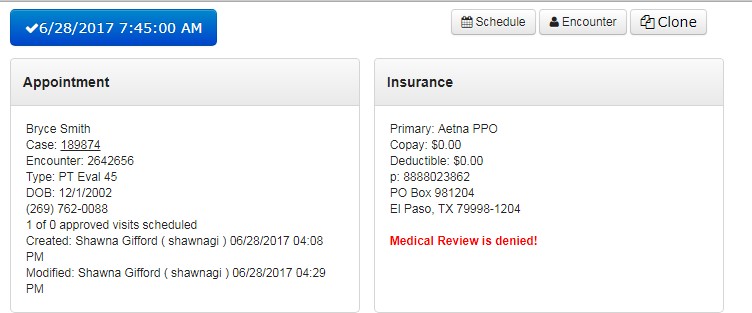 6/28/2017 7:45:00 AM
Schedule
Encounter
Clone
Appointment
Bryce Smith
Case: 189874
Encounter: 2642656
Type: PT Eval 45
DOB: 12/1/2002
(269) 762-0088
1 of 0 approved visits scheduled
Created: Shawna Gifford ( shawnagi ) 06/28/2017 04:08
PM
Modified: Shawna Gifford ( shawnagi ) 06/28/2017 04:29
PM
Insurance
Primary: Aetna PPO
Copay: $0.00
Deductible: $0.00
p: 8888023862
PO Box 981204
El Paso, TX 79998-1204
Medical Review is denied!